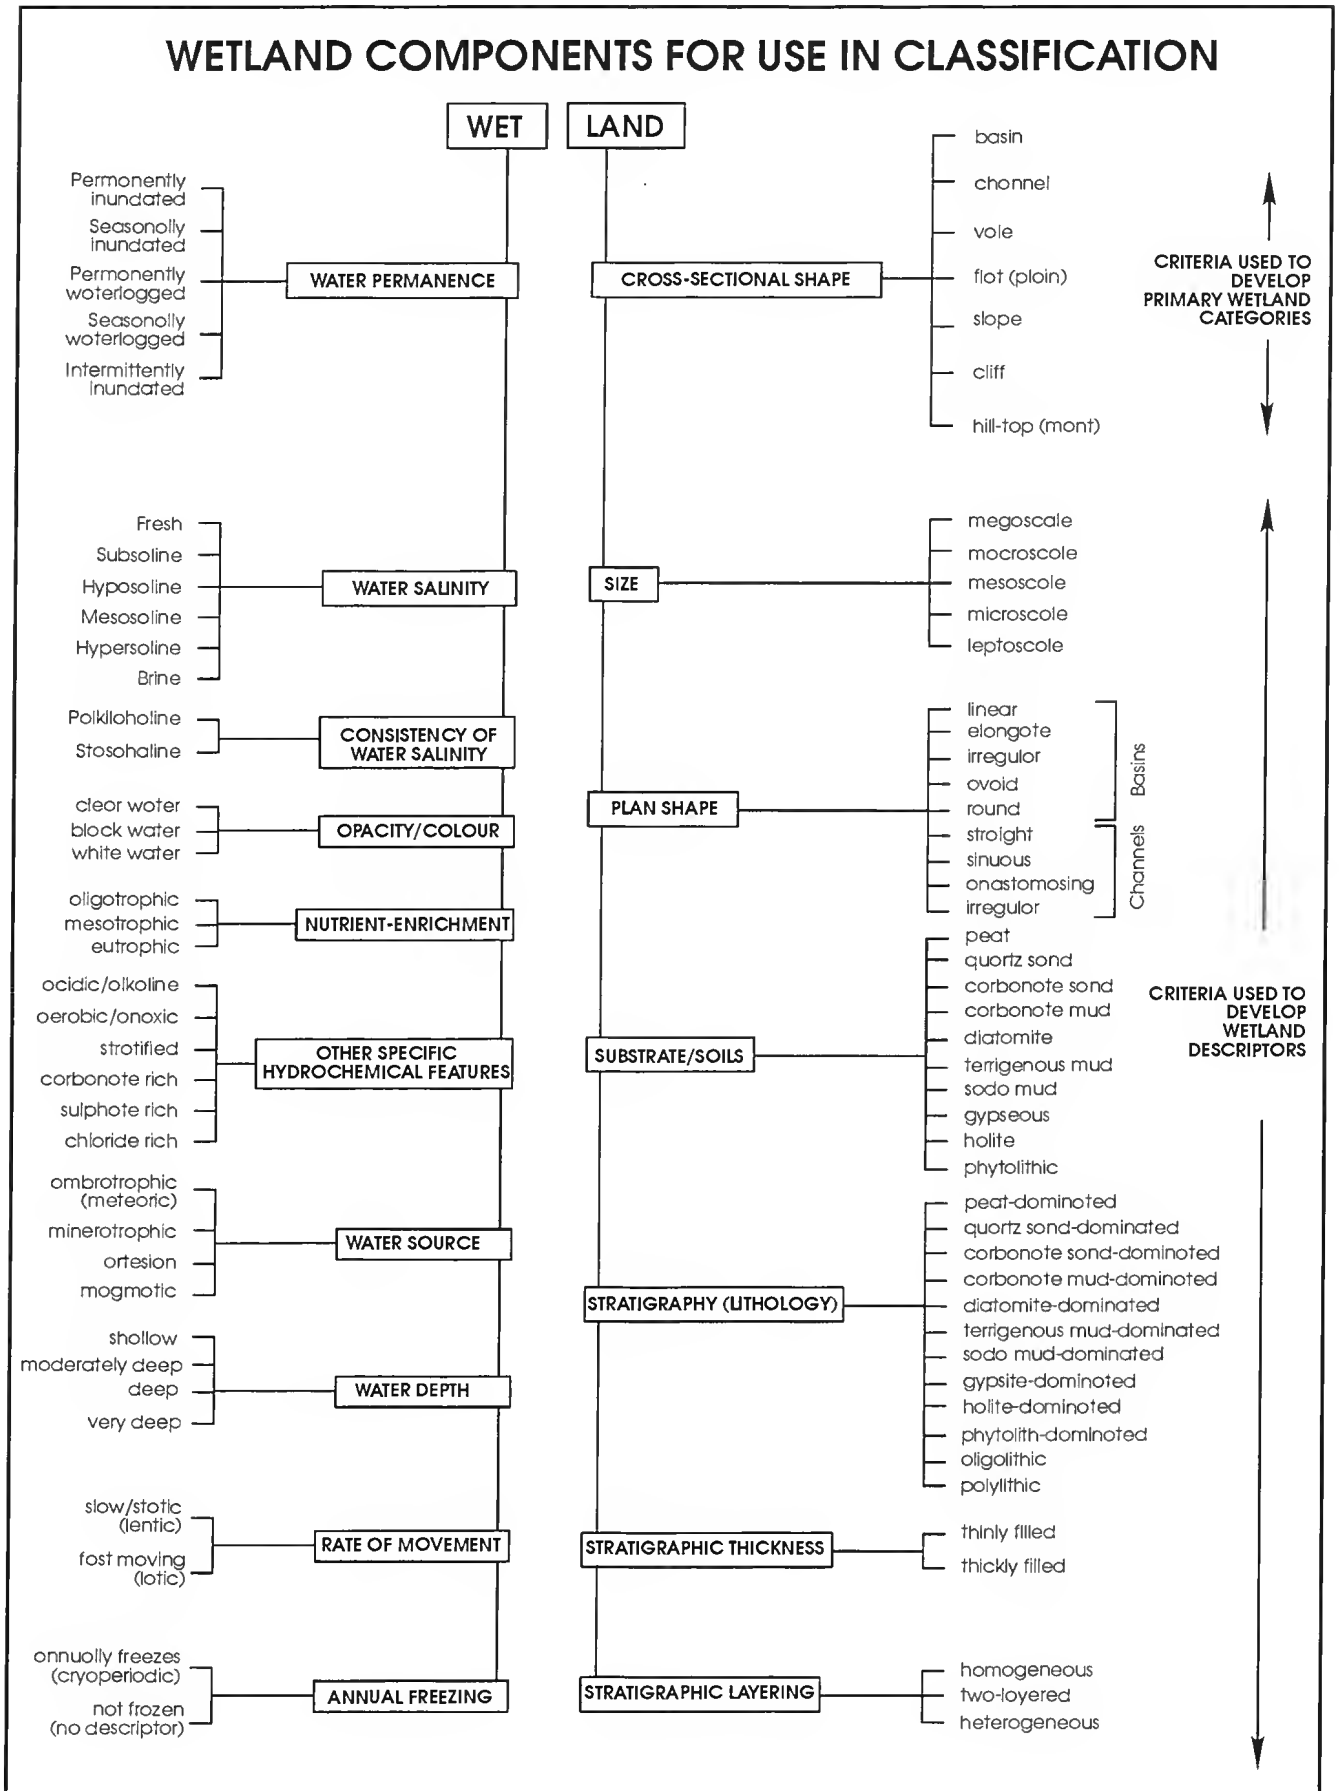 WETLAND COMPONENTS FOR USE IN CLASSIFICATION
WET
LAND
Permonently
inundated
Seasonolly
inundated
Permonently
woterlogged
Seasonolly
woterlogged
Intermittently
inundated
WATER PERMANENCE
Fresh
Subsoline
Hyposoline
Mesosoline
Hypersoline
Brine
WATER SALINITY
Poikiloholine
Stosohaline
CONSISTENCY OF
WATER SALINITY
cleor woter
block water
white water
OPACITY/COLOUR
oligotrophic
mesotrophic
eutrophic
NUTRIENT-ENRICHMENT
ocidic/olkoline
oerobic/onoxic
strotified
corbonote rich
sulphote rich
chloride rich
OTHER SPECIFIC
HYDROCHEMICAL FEATURES
ombrotrophic
(meteoric)
minerotrophic
ortesion
mogmotic
WATER SOURCE
shollow
moderately deep
deep
very deep
WATER DEPTH
slow/stotic
(lentic)
fost moving
(lotic)
RATE OF MOVEMENT
onnuolly freezes
(cryoperiodic)
not frozen
(no descriptor)
ANNUAL FREEZING
CROSS-SECTIONAL SHAPE
basin
chonnel
vole
flot (ploin)
slope
cliff
hill-top (mont)
SIZE
megoscale
mocroscole
mesoscole
microscole
leptoscole
PLAN SHAPE
linear
elongote
irregulor
ovoid
round
Basins
stroight
sinuous
onastomosing
irregulor
Channels
SUBSTRATE/SOILS
peat
quortz sond
corbonote sond
corbonote mud
diatomite
terrigenous mud
sodo mud
gypseous
holite
phytolithic
STRATIGRAPHY (LITHOLOGY)
peat-dominoted
quortz sond-dominated
corbonote sond-dominoted
corbonote mud-dominoted
diatomite-dominated
terrigenous mud-dominated
sodo mud-dominated
gypsite-dominoted
holite-dominoted
phytolith-dominoted
oligolithic
polylithic
STRATIGRAPHIC THICKNESS
thinly filled
thickly filled
STRATIGRAPHIC LAYERING
homogeneous
two-loyered
heterogeneous
CRITERIA USED TO
DEVELOP
PRIMARY WETLAND
CATEGORIES
CRITERIA USED TO
DEVELOP
WETLAND
DESCRIPTORS